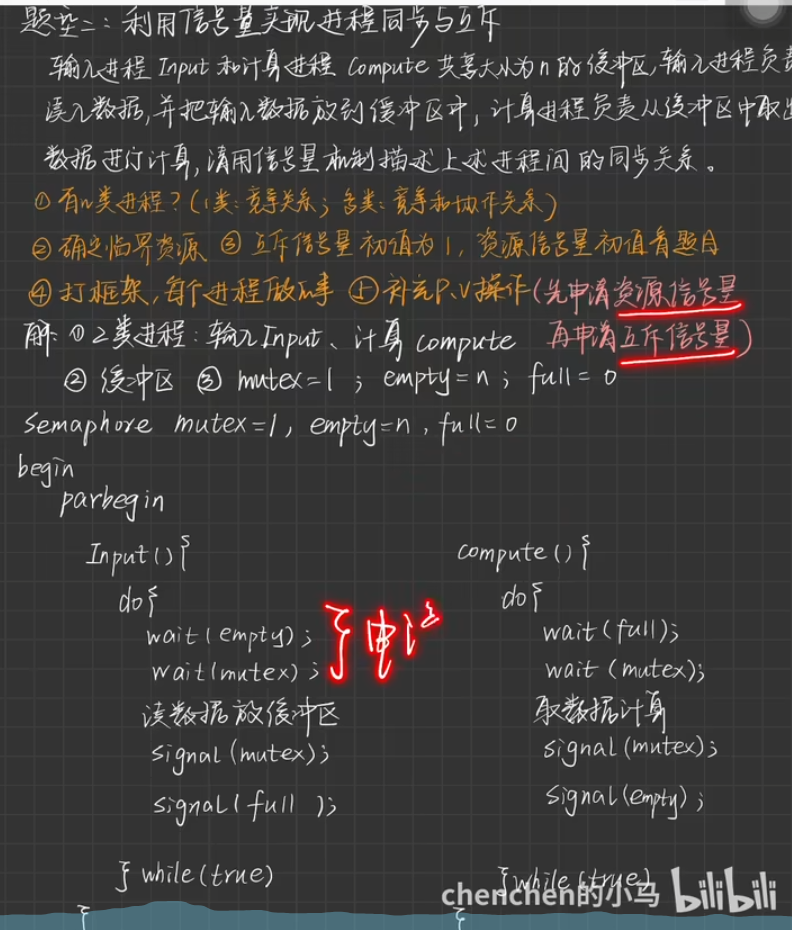 题型二：利用信号量实现进程同步与互斥
输入进程 Input 和计算进程 Compute 共享大小为n的缓冲区,输入进程负责
读入数据,并把输入数据放到缓冲区中，计算进程负责从缓冲区中取出
数据进行计算,请用信号量机制描述上述进程间的同步关系。
① 有几类进程？(1类:竞争关系；多类:竞争和协作关系)
② 确定临界资源 ③ 互斥信号量初值为1，资源信号量初值看题目
④ 打框架,每个进程做啥事 ⑤补充P.V操作(先申请资源信号量
解: ①2类进程:输入Input、计算compute 再申请互斥信号量)
② 缓冲区 ③ mutex=1 ; empty=n ; full=0
Semaphore mutex=1, empty=n, full=0
begin
parbegin
Input(){ compute(){
do{ do{
wait(empty); wait(full);
wait(mutex); } 申请 wait(mutex);
读数据放缓冲区 取数据计算
signal(mutex); signal(mutex);
signal(full); signal(empty);
}while(true) }while(true)
} }
chenchen的小马 bilibili